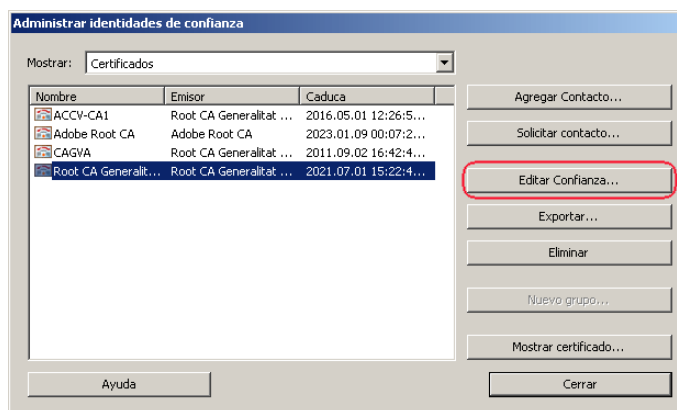 Administrar identidades de confianza
Mostrar: Certificados
Nombre Emisor Caduca
ACCV-CA1 Root CA Generalitat ... 2016.05.01 12:26:5...
Adobe Root CA Adobe Root CA 2023.01.09 00:07:2...
CAGVA Root CA Generalitat ... 2011.09.02 16:42:4...
Root CA Generalit... Root CA Generalitat ... 2021.07.01 15:22:4...
Agregar Contacto...
Solicitar contacto...
Editar Confianza...
Exportar...
Eliminar
Nuevo grupo...
Mostrar certificado...
Ayuda
Cerrar